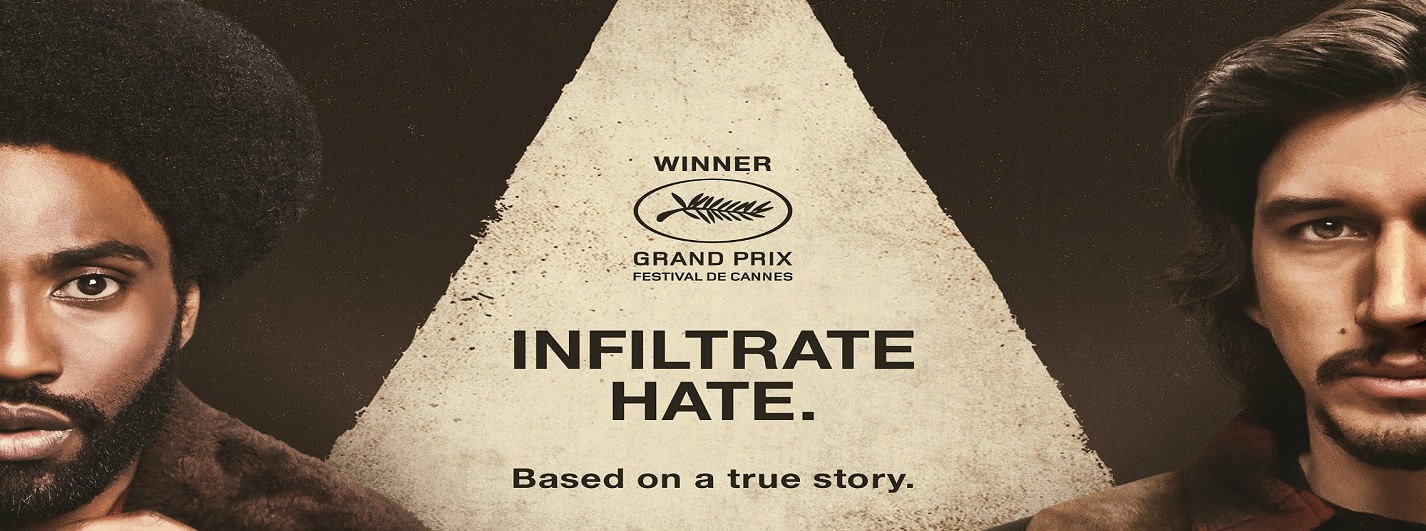 WINNER
GRAND PRIX
FESTIVAL DE CANNES
INFILTRATE
HATE.
Based on a true story.